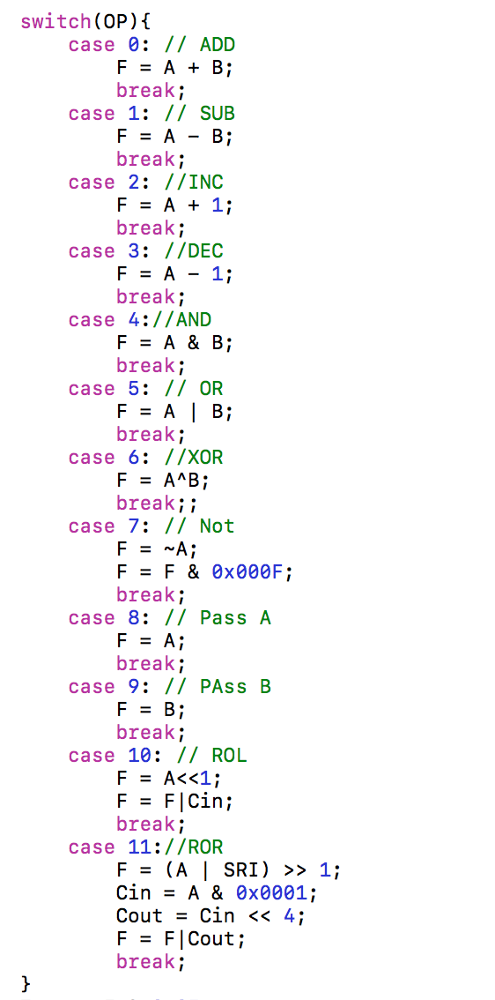 switch(OP){
    case 0: // ADD
        F = A + B;
        break;
    case 1: // SUB
        F = A - B;
        break;
    case 2: //INC
        F = A + 1;
        break;
    case 3: //DEC
        F = A - 1;
        break;
    case 4://AND
        F = A & B;
        break;
    case 5: // OR
        F = A | B;
        break;
    case 6: //XOR
        F = A^B;
        break;;
    case 7: // Not
        F = ~A;
        F = F & 0x000F;
        break;
    case 8: // Pass A
        F = A;
        break;
    case 9: // PAss B
        F = B;
        break;
    case 10: // ROL
        F = A<<1;
        F = F|Cin;
        break;
    case 11://ROR
        F = (A | SRI) >> 1;
        Cin = A & 0x0001;
        Cout = Cin << 4;
        F = F|Cout;
        break;
}